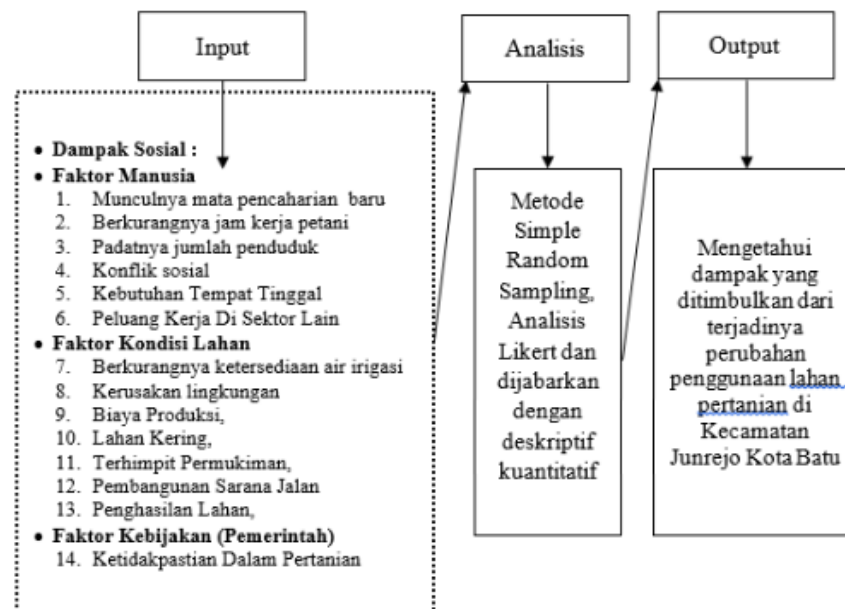 Input
Analisis
Output
• Dampak Sosial :
• Faktor Manusia
1. Munculnya mata pencaharian baru
2. Berkurangnya jam kerja petani
3. Padatnya jumlah penduduk
4. Konflik sosial
5. Kebutuhan Tempat Tinggal
6. Peluang Kerja Di Sektor Lain
• Faktor Kondisi Lahan
7. Berkurangnya ketersediaan air irigasi
8. Kerusakan lingkungan
9. Biaya Produksi,
10. Lahan Kering,
11. Terhimpit Permukiman,
12. Pembangunan Sarana Jalan
13. Penghasilan Lahan,
• Faktor Kebijakan (Pemerintah)
14. Ketidakpastian Dalam Pertanian
Metode
Simple
Random
Sampling,
Analisis
Likert dan
dijabarkan
dengan
deskriptif
kuantitatif
Mengetahui
dampak yang
ditimbulkan dari
terjadinya
perubahan
penggunaan lahan
pertanian di
Kecamatan
Junrejo Kota Batu